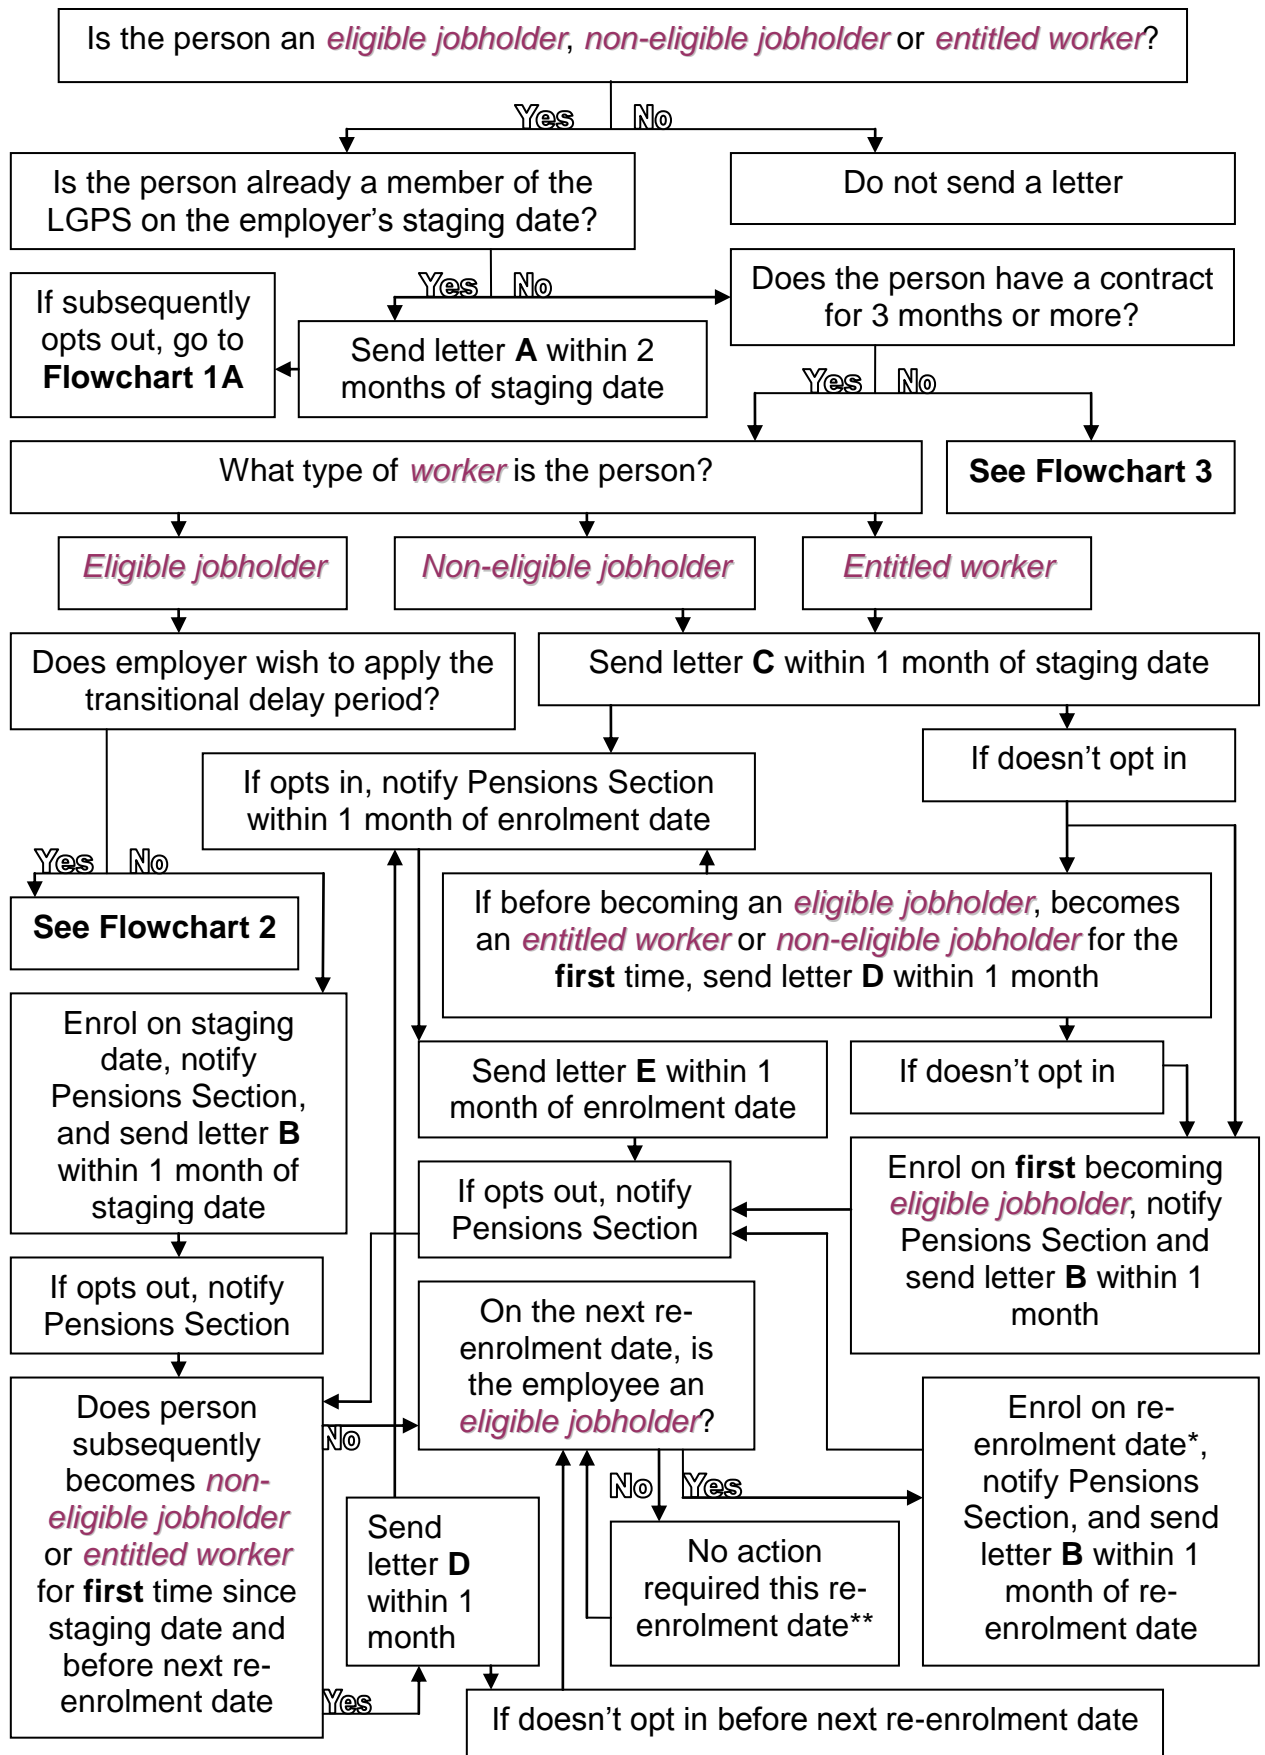 Is the person an eligible jobholder, non-eligible jobholder or entitled worker?
Yes No
Is the person already a member of the
LGPS on the employer's staging date?
Do not send a letter
Yes No
If subsequently
opts out, go to
Flowchart 1A
Send letter A within 2
months of staging date
Does the person have a contract
for 3 months or more?
Yes No
What type of worker is the person?
See Flowchart 3
Eligible jobholder
Non-eligible jobholder
Entitled worker
Does employer wish to apply the
transitional delay period?
Send letter C within 1 month of staging date
If opts in, notify Pensions Section
within 1 month of enrolment date
If doesn't opt in
Yes No
See Flowchart 2
If before becoming an eligible jobholder, becomes
an entitled worker or non-eligible jobholder for the
first time, send letter D within 1 month
Enrol on staging
date, notify
Pensions Section,
and send letter B
within 1 month of
staging date
Send letter E within 1
month of enrolment date
If doesn't opt in
If opts out, notify
Pensions Section
Enrol on first becoming
eligible jobholder, notify
Pensions Section and
send letter B within 1
month
If opts out, notify
Pensions Section
On the next re-
enrolment date, is
the employee an
eligible jobholder?
Does person
subsequently
becomes non-
eligible jobholder
or entitled worker
for first time since
staging date and
before next re-
enrolment date
No
No Yes
Enrol on re-
enrolment date*,
notify Pensions
Section, and send
letter B within 1
month of re-
enrolment date
Send
letter D
within 1
month
No action
required this re-
enrolment date**
Yes
If doesn't opt in before next re-enrolment date